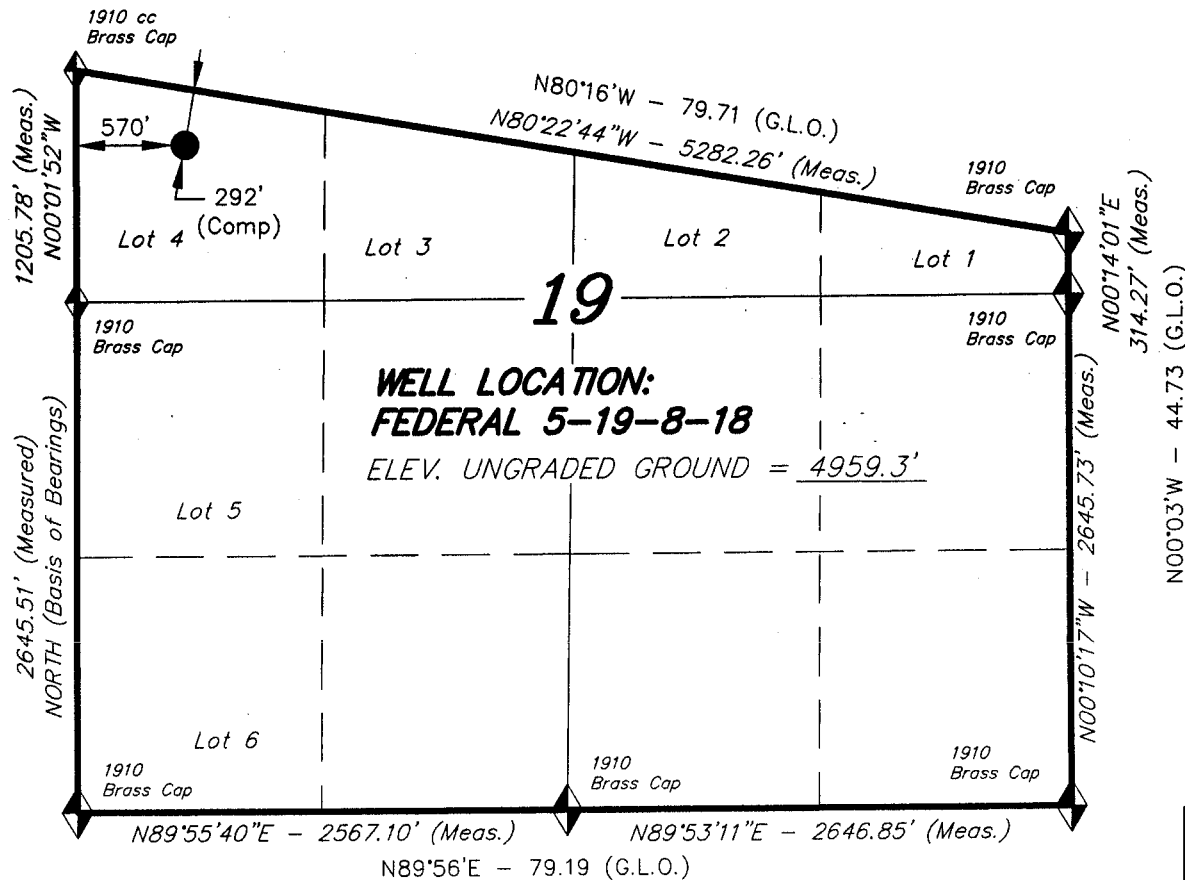 1910 cc
Brass Cap
N80°16'W - 79.71 (G.L.O.)
N80°22'44"W - 5282.26' (Meas.)
570'
292'
(Comp)
1205.78' (Meas.)
N00°01'52"W
1910
Brass Cap
N00°14'01"E
314.27' (Meas.)
Lot 4
Lot 3
Lot 2
Lot 1
19
1910
Brass Cap
1910
Brass Cap
WELL LOCATION:
FEDERAL 5-19-8-18
ELEV. UNGRADED GROUND = 4959.3'
2645.51' (Measured)
NORTH (Basis of Bearings)
N00°10'17"W - 2645.73' (Meas.)
N00°03'W - 44.73 (G.L.O.)
Lot 5
Lot 6
1910
Brass Cap
1910
Brass Cap
1910
Brass Cap
N89°55'40"E - 2567.10' (Meas.)
N89°53'11"E - 2646.85' (Meas.)
N89°56'E - 79.19 (G.L.O.)